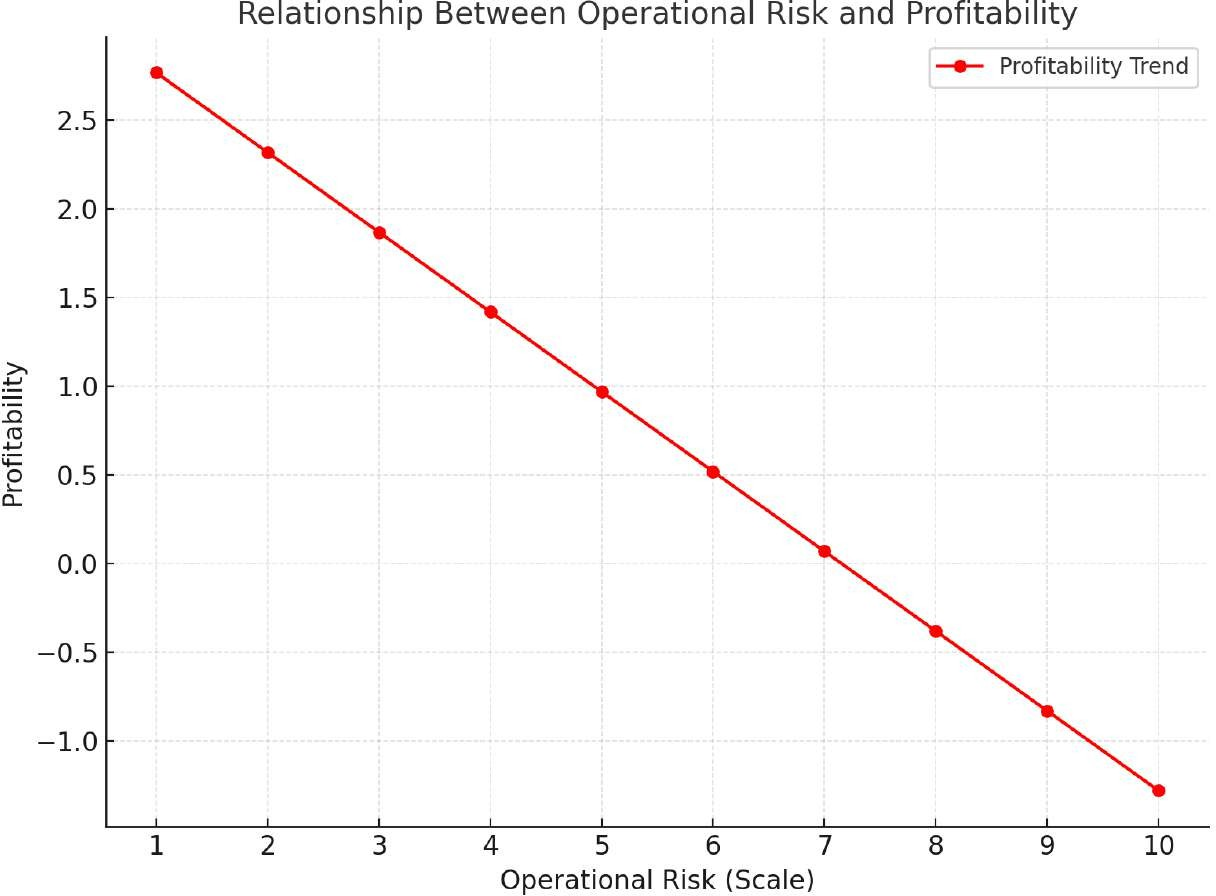 Relationship Between Operational Risk and Profitability
Profitability Trend
2.5
2.0
1.5
1.0
0.5
0.0
−0.5
−1.0
Profitability
1 2 3 4 5 6 7 8 9 10
Operational Risk (Scale)